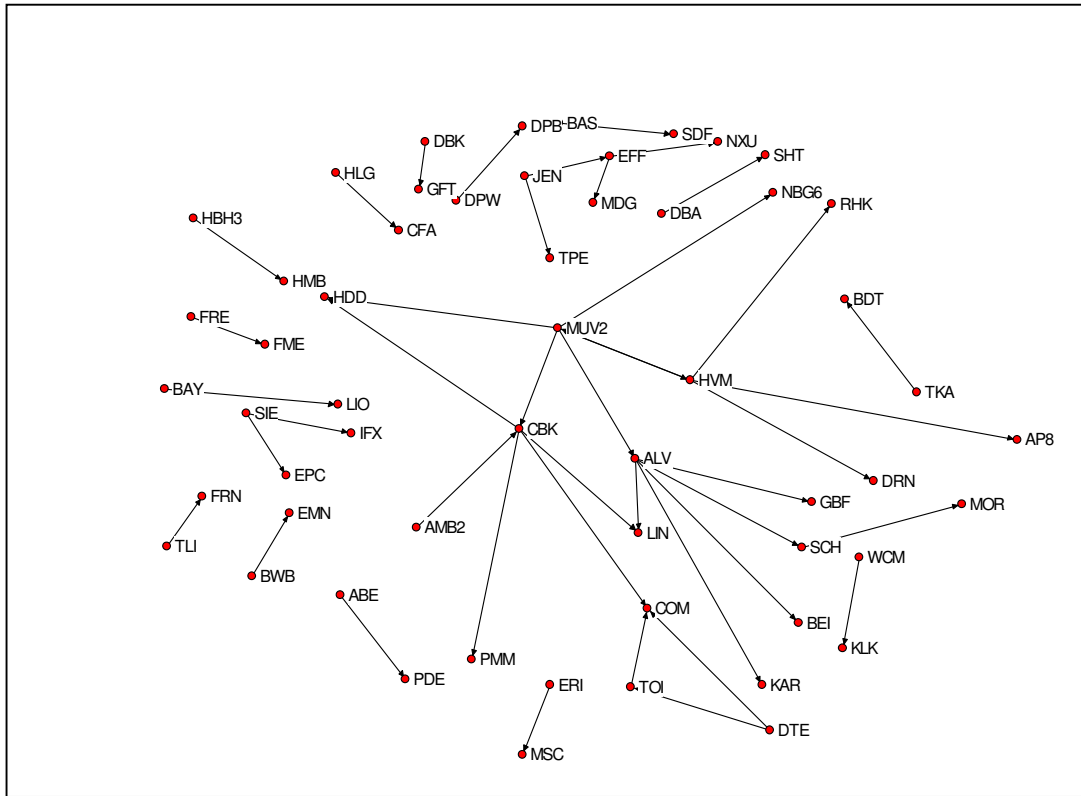 DPB
BAS
SDF
DBK
NXU
EFF
SHT
HLG
JEN
GFT
NBG6
DPW
MDG
RHK
DBA
HBH3
CFA
TPE
HMB
HDD
BDT
FRE
MUV2
FME
HVM
BAY
TKA
LIO
SIE
CBK
IFX
AP8
ALV
EPC
DRN
FRN
GBF
MOR
EMN
AMB2
LIN
TLI
SCH
WCM
BWB
ABE
COM
BEI
KLK
PMM
PDE
ERI
TOI
KAR
DTE
MSC